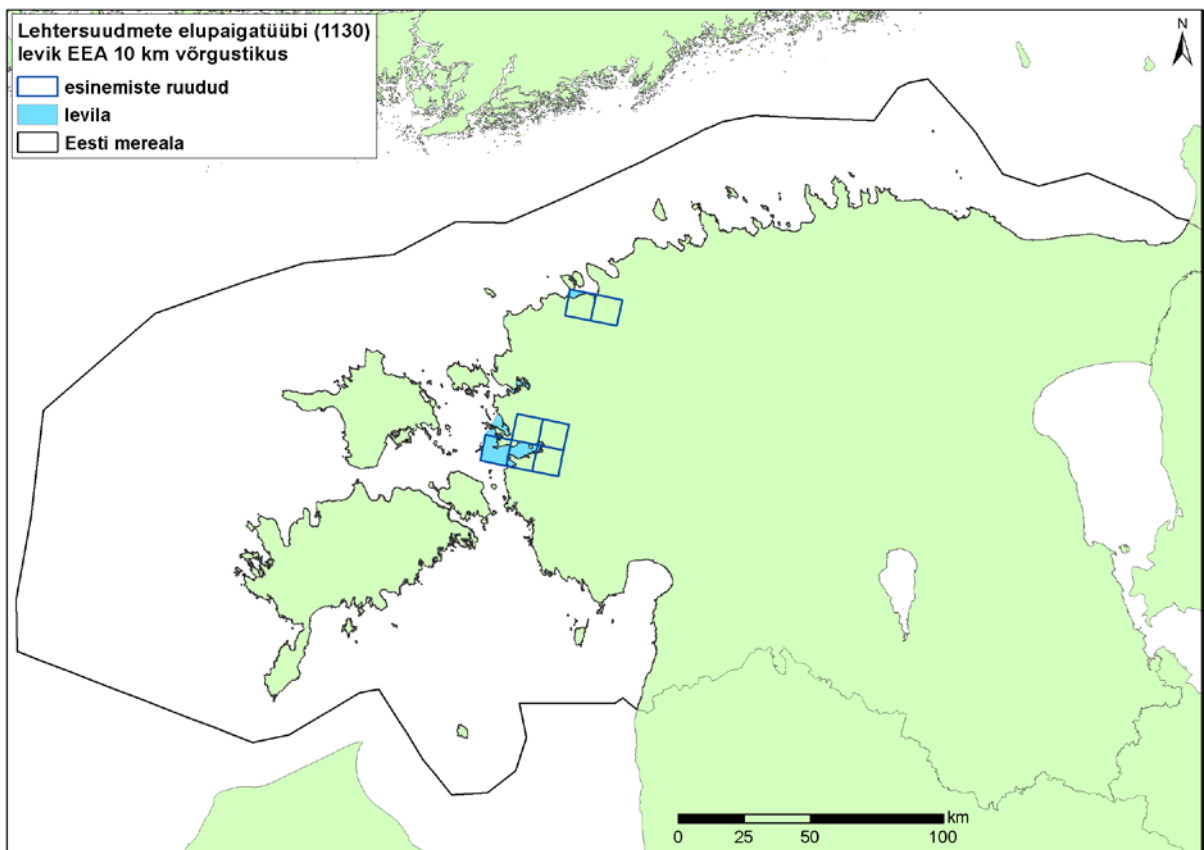 Lehtersuudmete elupaigatüübi (1130)
levik EEA 10 km võrgustikus
esinemiste ruudud
levila
Eesti mereala
N
km
0 25 50 100